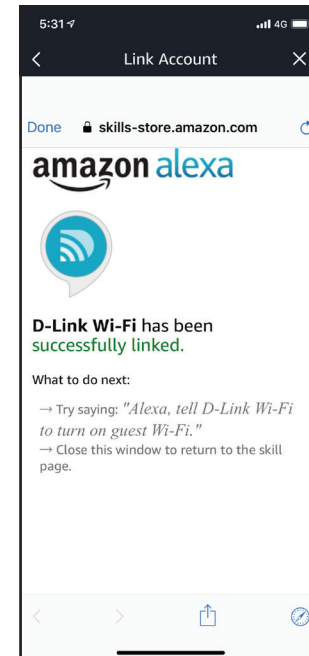 5:31 4G
Link Account
Done skills-store.amazon.com
amazon alexa
D-Link Wi-Fi has been
successfully linked.
What to do next:
→ Try saying: "Alexa, tell D-Link Wi-Fi
to turn on guest Wi-Fi."
→ Close this window to return to the skill
page.